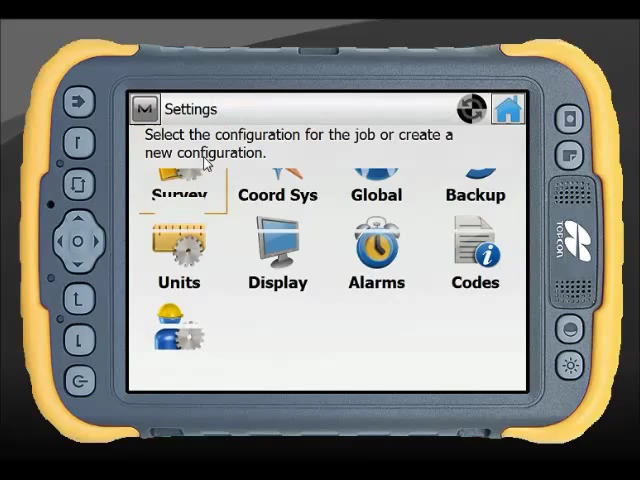 Settings
Select the configuration for the job or create a
new configuration.
Survey Coord Sys Global Backup
Units Display Alarms Codes
TOPCON